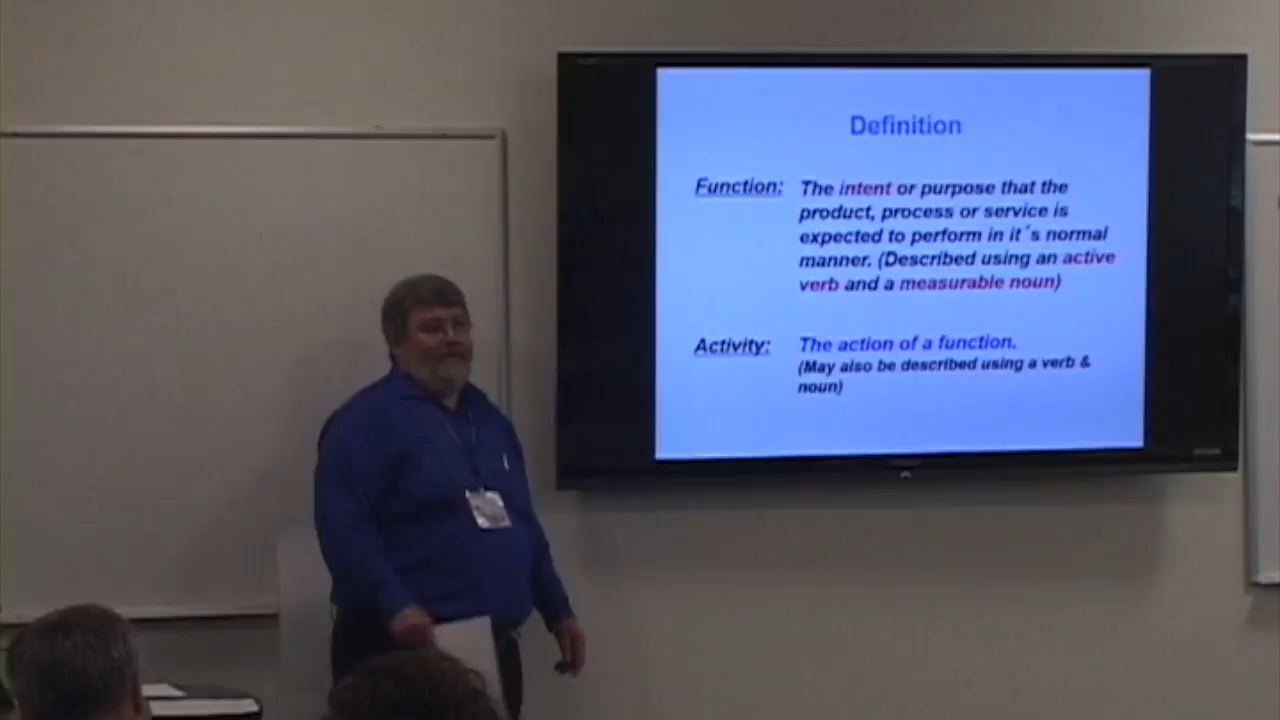 Definition
Function: The intent or purpose that the
product, process or service is
expected to perform in it´s normal
manner. (Described using an active
verb and a measurable noun)
Activity: The action of a function.
(May also be described using a verb &
noun)